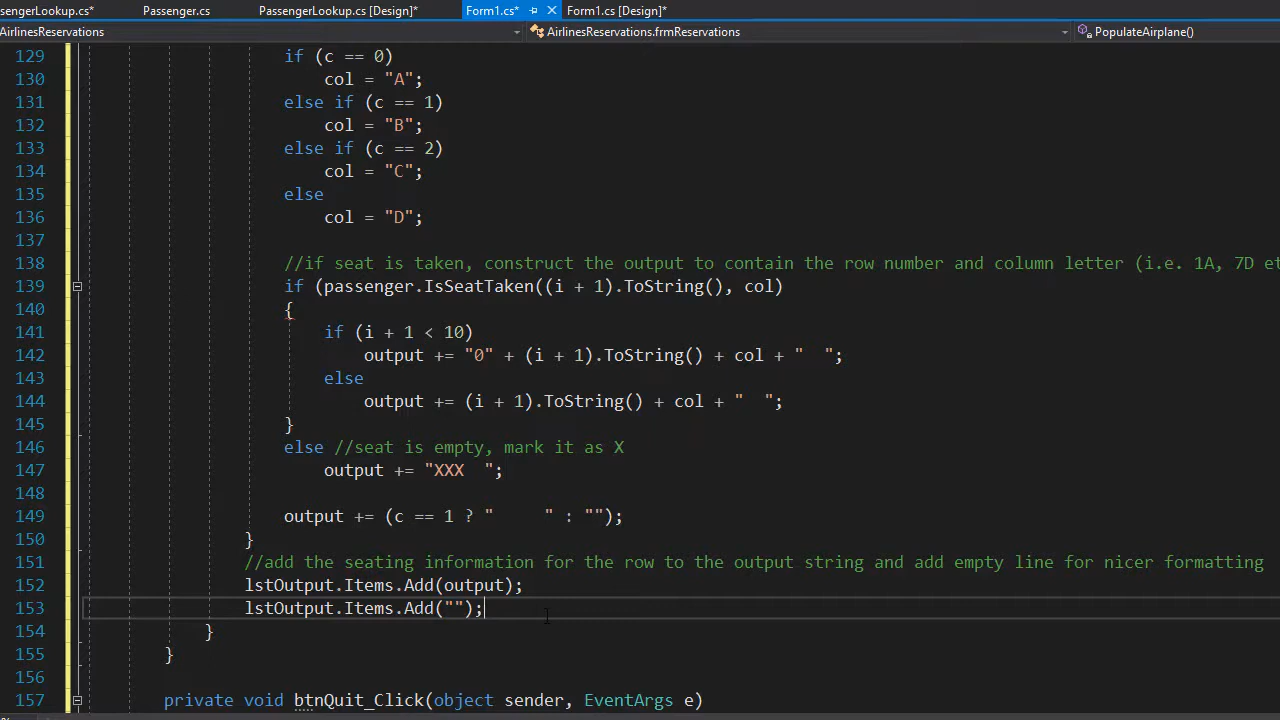 sengerLookup.cs* Passenger.cs PassengerLookup.cs [Design]* Form1.cs* Form1.cs [Design]*
AirlinesReservations AirlinesReservations.frmReservations PopulateAirplane()
129 if (c == 0)
130 col = "A";
131 else if (c == 1)
132 col = "B";
133 else if (c == 2)
134 col = "C";
135 else
136 col = "D";
137
138 //if seat is taken, construct the output to contain the row number and column letter (i.e. 1A, 7D et
139 if (passenger.IsSeatTaken((i + 1).ToString(), col)
140 {
141 if (i + 1 < 10)
142 output += "0" + (i + 1).ToString() + col + "  ";
143 else
144 output += (i + 1).ToString() + col + "  ";
145 }
146 else //seat is empty, mark it as X
147 output += "XXX  ";
148
149 output += (c == 1 ? "     " : "");
150 }
151 //add the seating information for the row to the output string and add empty line for nicer formatting
152 lstOutput.Items.Add(output);
153 lstOutput.Items.Add("");
154 }
155 }
156
157 private void btnQuit_Click(object sender, EventArgs e)